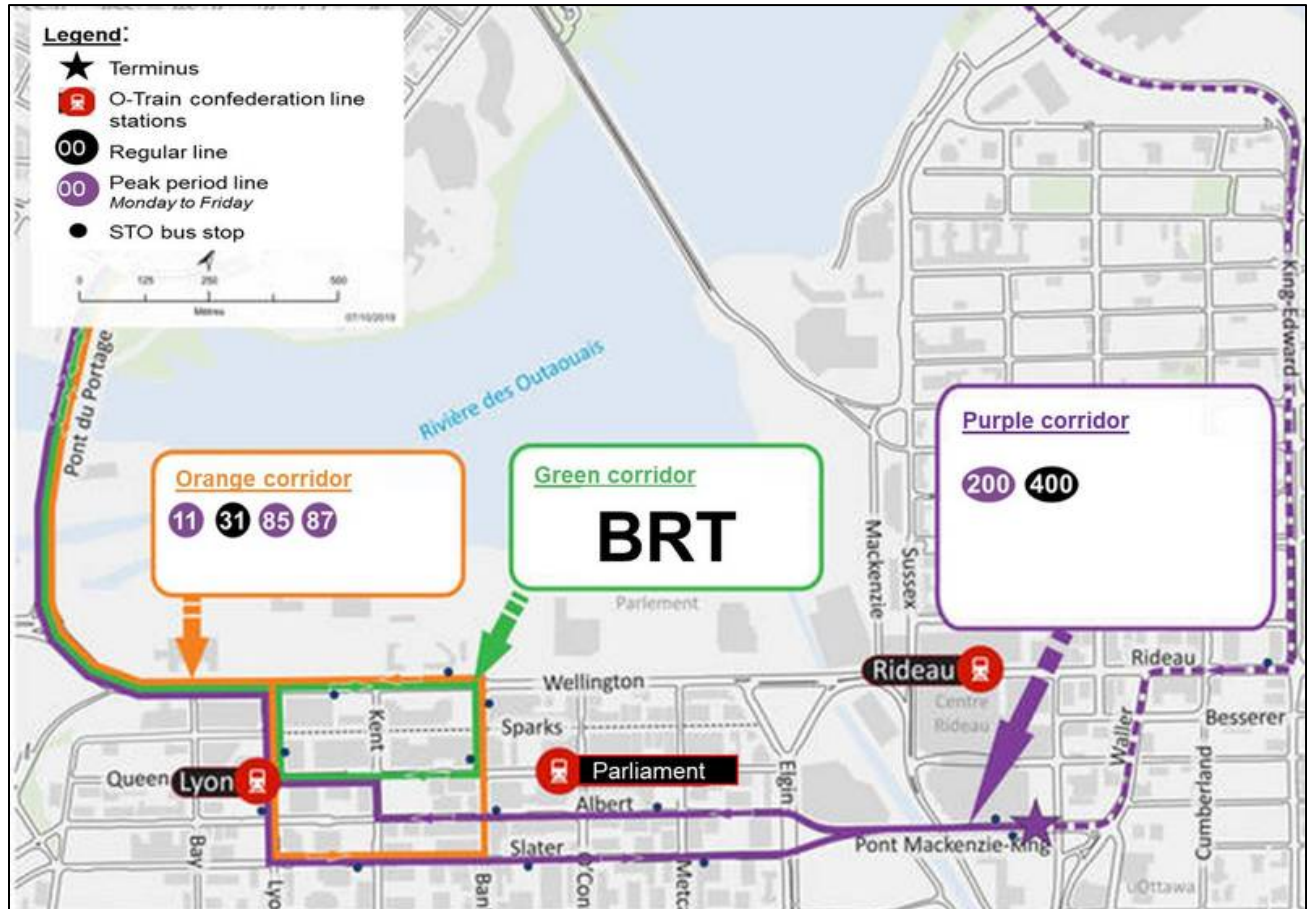 Legend:
Terminus
O-Train confederation line
stations
00 Regular line
00 Peak period line
Monday to Friday
STO bus stop
0 125 250 500
Mètres
07/10/2019
Pont du Portage
Rivière des Outaouais
King-Edward
Orange corridor
11 31 85 87
Green corridor
BRT
Purple corridor
200 400
Mackenzie
Sussex
Parlement
Rideau
Rideau
Wellington
Centre
Rideau
Kent
Sparks
Waller
Besserer
Queen
Lyon
Parliament
Elgin
Albert
Cumberland
Slater
Pont Mackenzie-King
Bay
Lyo
Ban
O'Con
Metca
uOttawa